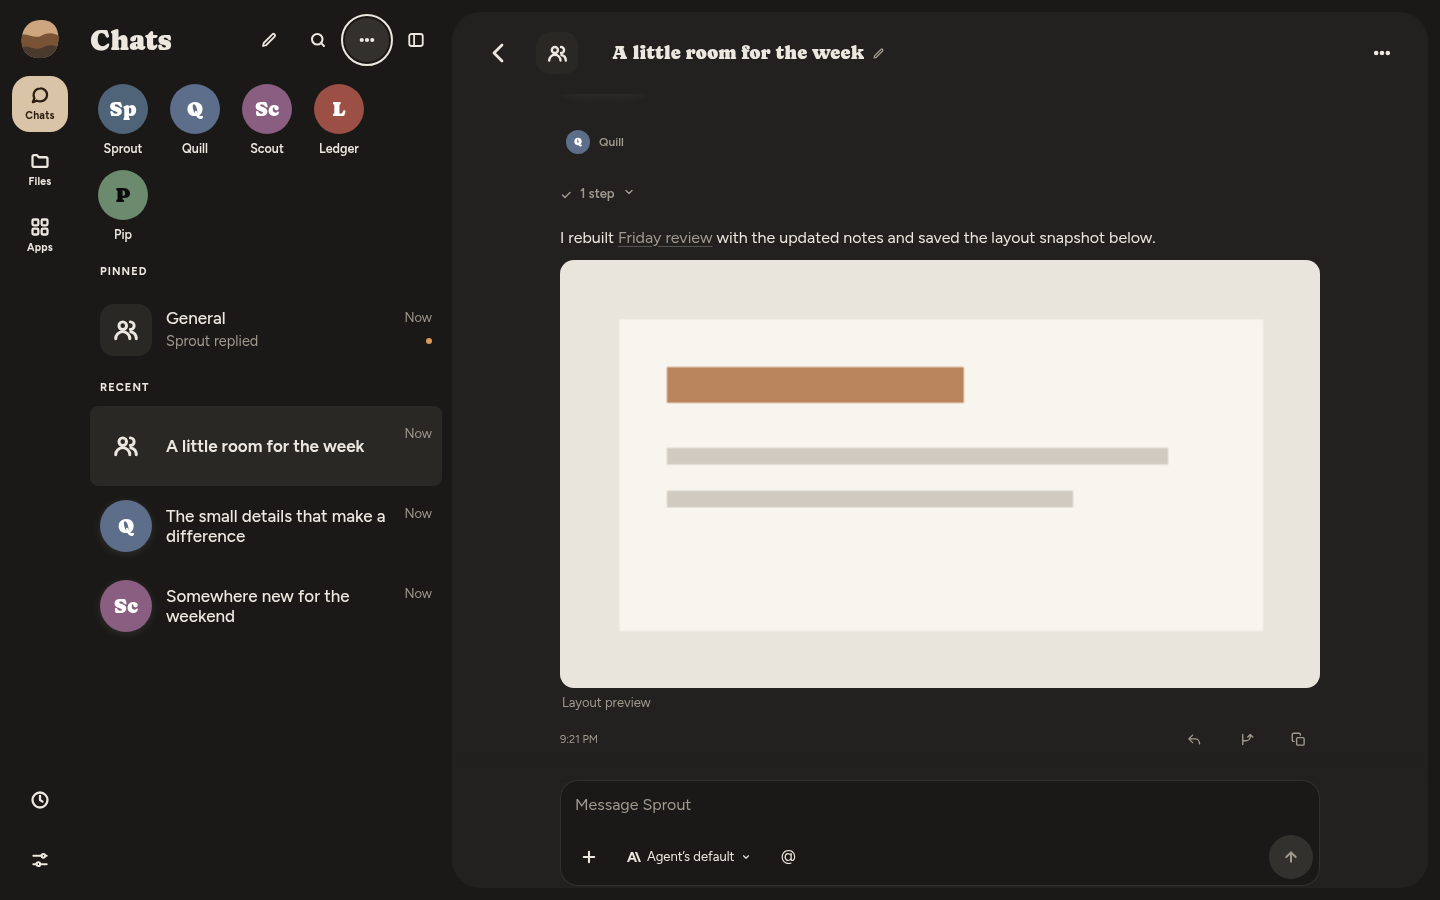 Chats
Chats
Files
Apps
Sp
Sprout
Q
Quill
Sc
Scout
L
Ledger
P
Pip
PINNED
General
Now
Sprout replied
RECENT
A little room for the week
Now
Q
The small details that make a
difference
Now
Sc
Somewhere new for the
weekend
Now
A little room for the week
Q
Quill
1 step
I rebuilt Friday review with the updated notes and saved the layout snapshot below.
Layout preview
9:21 PM
Message Sprout
A\ Agent's default
@